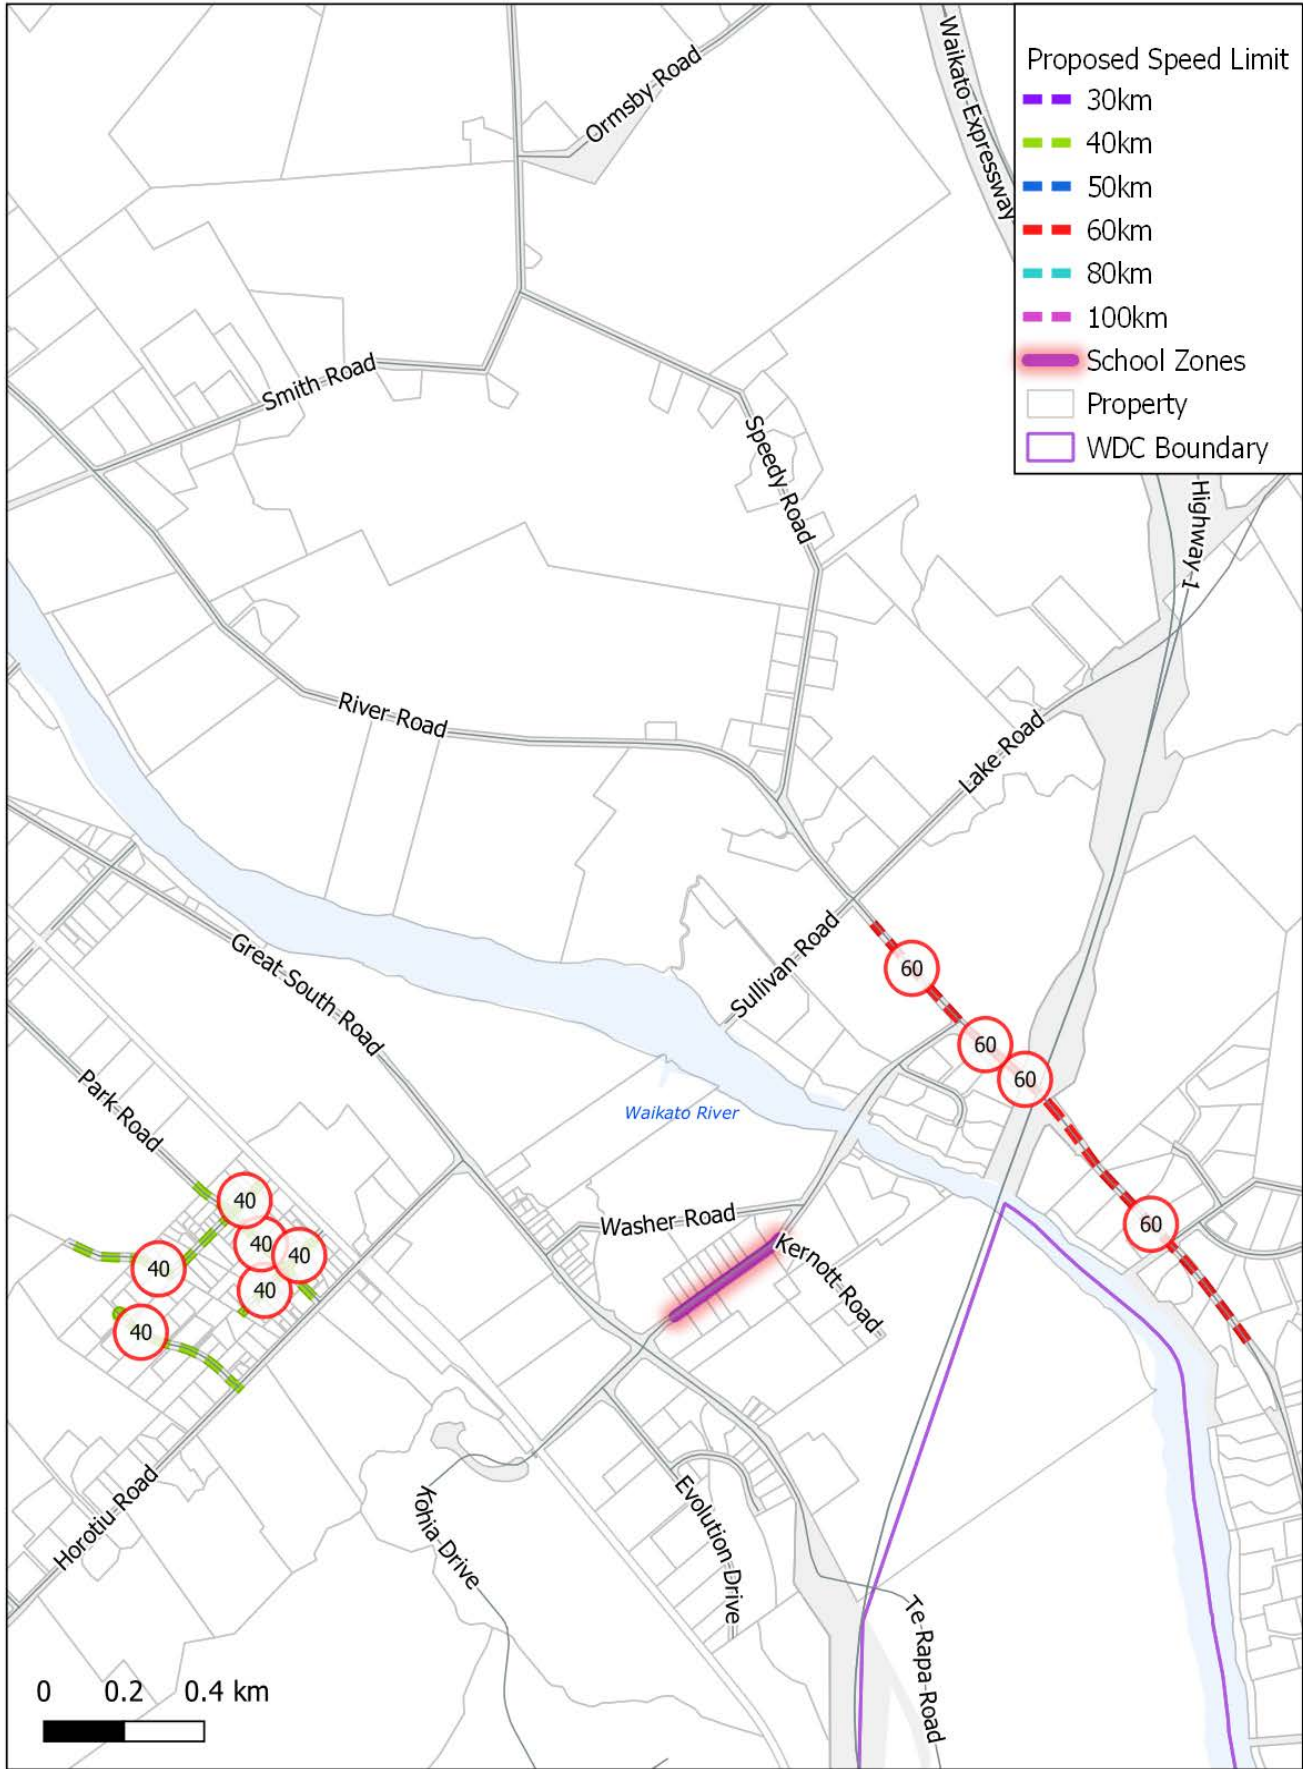 Ormsby Road
Waikato Expressway
Proposed Speed Limit
30km
40km
50km
60km
80km
100km
School Zones
Property
WDC Boundary
Smith Road
Speedy Road
Highway 1
River Road
Lake Road
Sullivan Road
Great South Road
60
60
60
Park Road
Waikato River
40
40
40
40
40
40
Washer Road
60
Kernott Road
Horotiu Road
Kohia Drive
Evolution Drive
Te Rapa Road
0 0.2 0.4 km